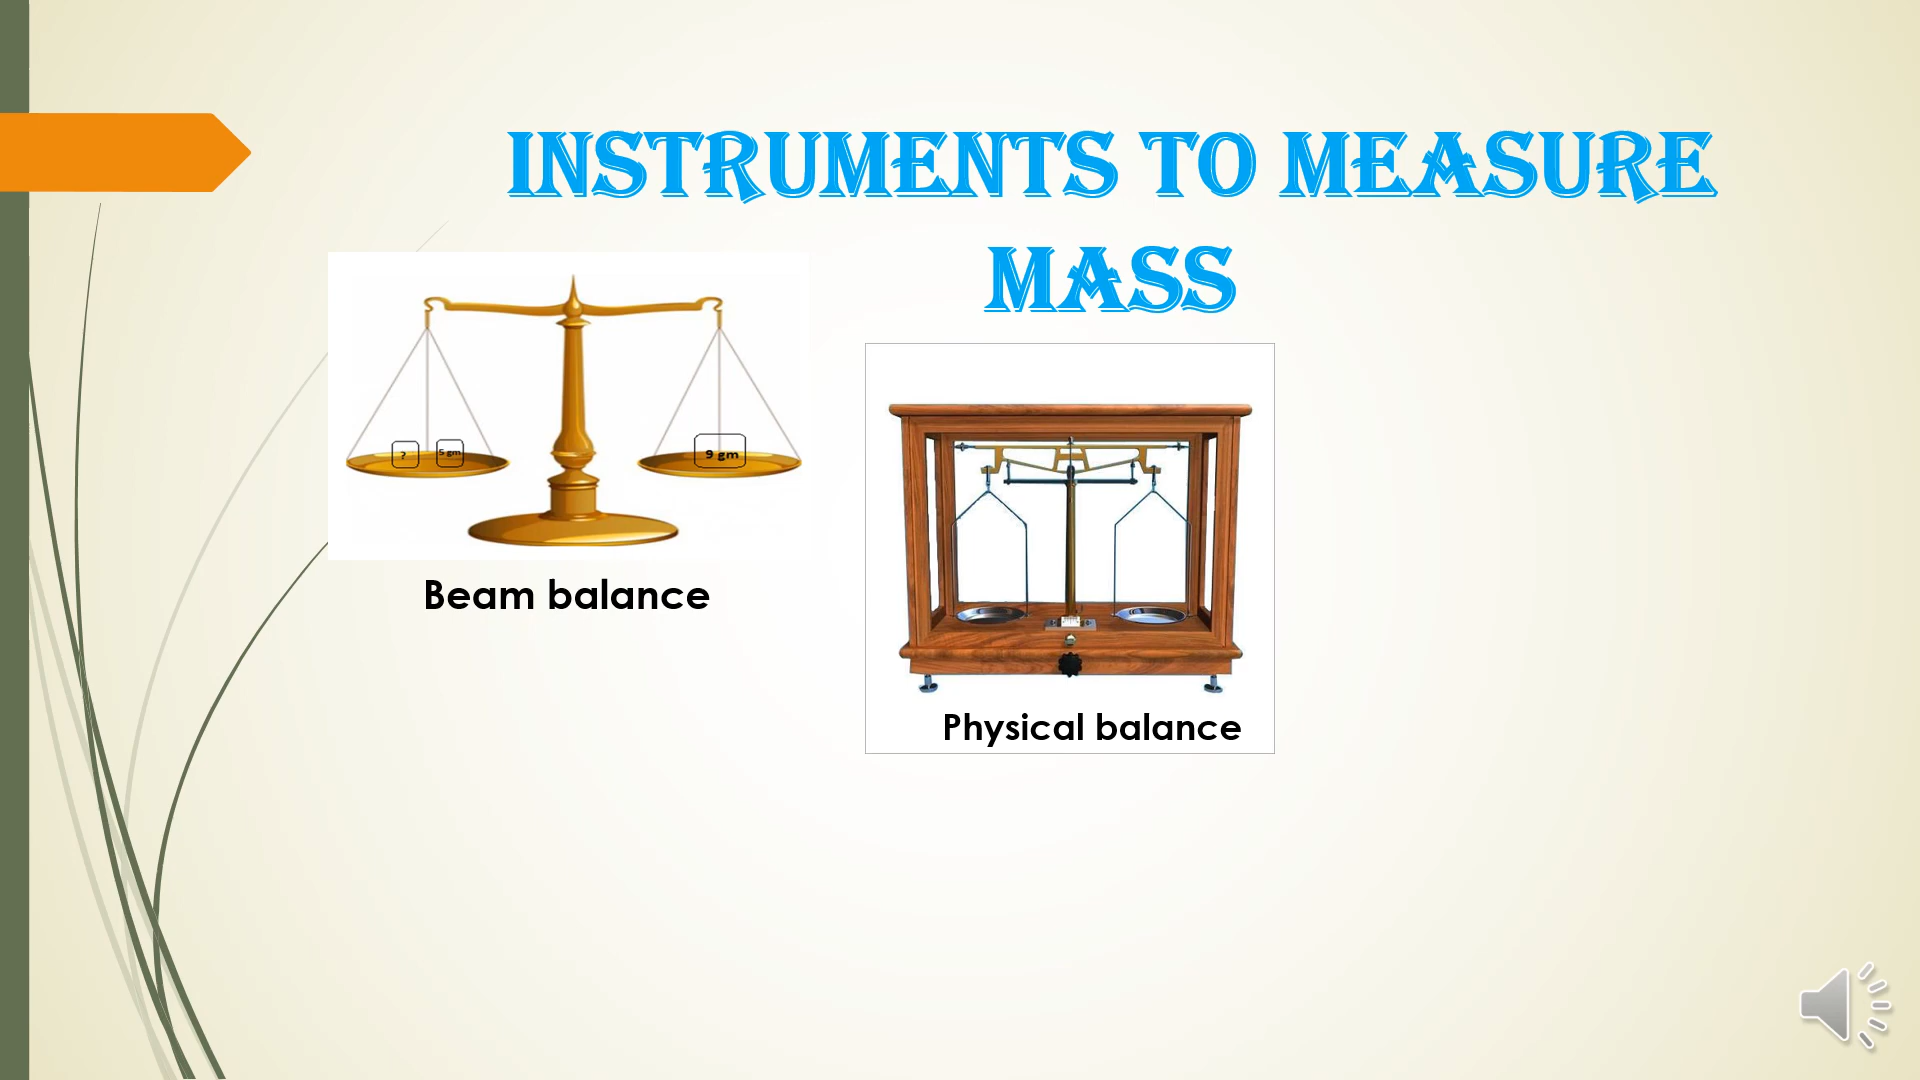 INSTRUMENTS TO MEASURE
MASS
? 5 gm
9 gm
Beam balance
Physical balance